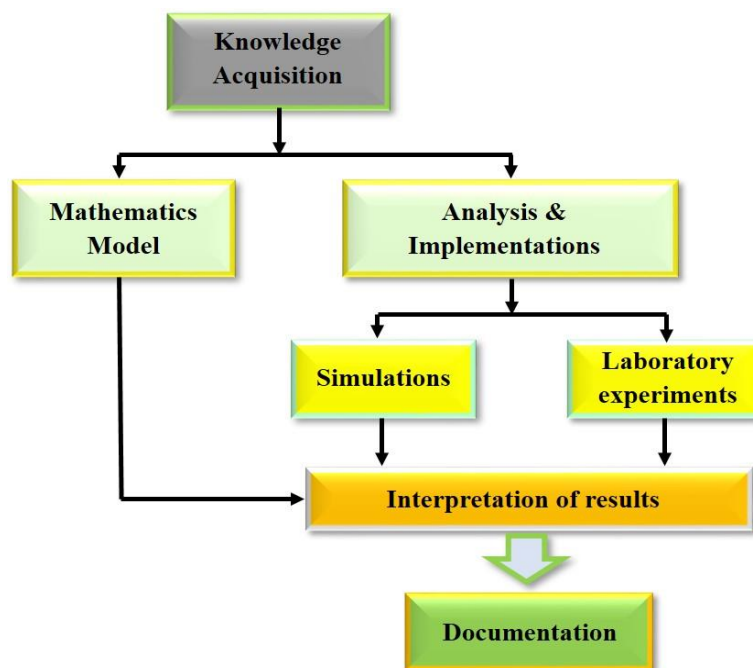 Knowledge
Acquisition
Mathematics
Model
Analysis &
Implementations
Simulations
Laboratory
experiments
Interpretation of results
Documentation